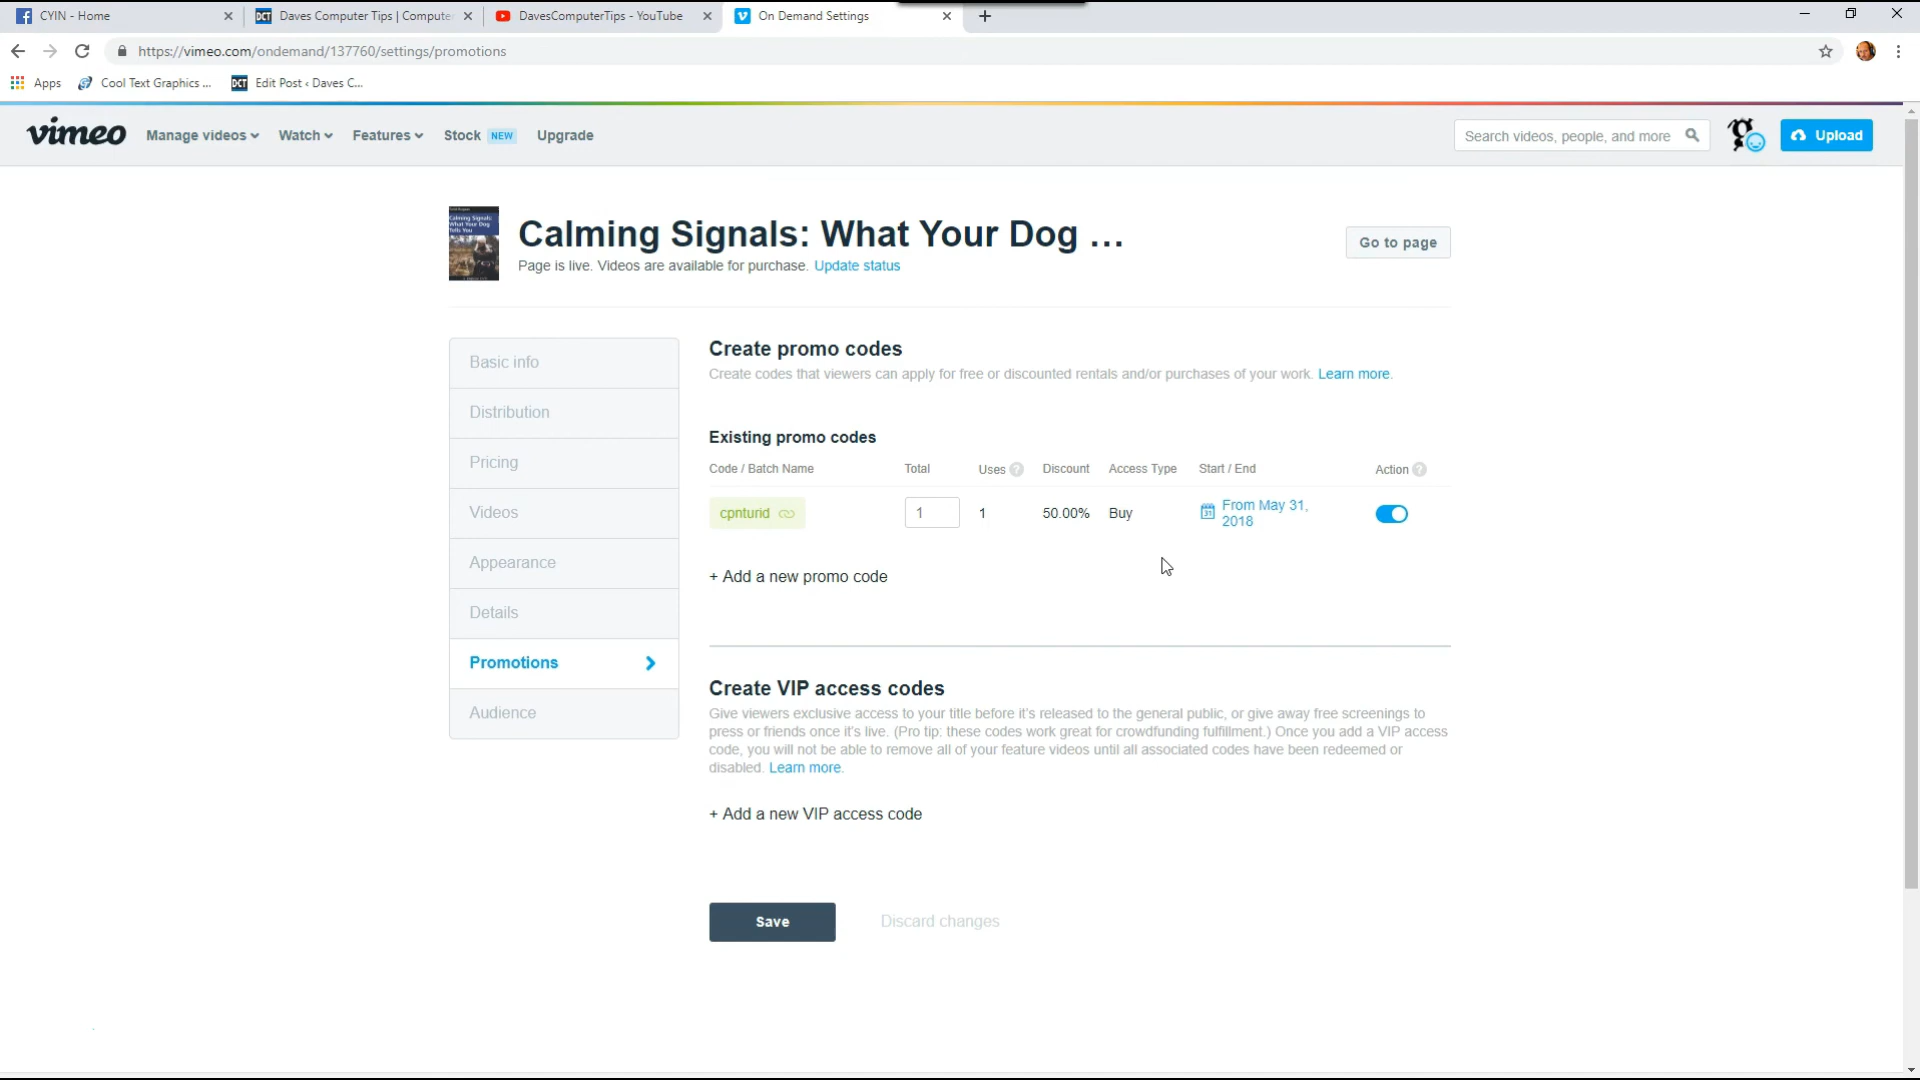 CYIN - Home
Daves Computer Tips | Compute
DavesComputerTips - YouTube
On Demand Settings
https://vimeo.com/ondemand/137760/settings/promotions
Apps
Cool Text Graphics ...
DCT
Edit Post ‹ Daves C...
vimeo
Manage videos
Watch
Features
Stock NEW
Upgrade
Search videos, people, and more
Upload
Calming Signals:
What Your Dog
Tells You
Calming Signals: What Your Dog ...
Page is live. Videos are available for purchase. Update status
Go to page
Basic info
Distribution
Pricing
Videos
Appearance
Details
Promotions
Audience
Create promo codes
Create codes that viewers can apply for free or discounted rentals and/or purchases of your work. Learn more.
Existing promo codes
Code / Batch Name Total Uses ? Discount Access Type Start / End Action ?
cpnturid 1 1 50.00% Buy 31 From May 31,
2018
+ Add a new promo code
Create VIP access codes
Give viewers exclusive access to your title before it's released to the general public, or give away free screenings to
press or friends once it's live. (Pro tip: these codes work great for crowdfunding fulfillment.) Once you add a VIP access
code, you will not be able to remove all of your feature videos until all associated codes have been redeemed or
disabled. Learn more.
+ Add a new VIP access code
Save
Discard changes